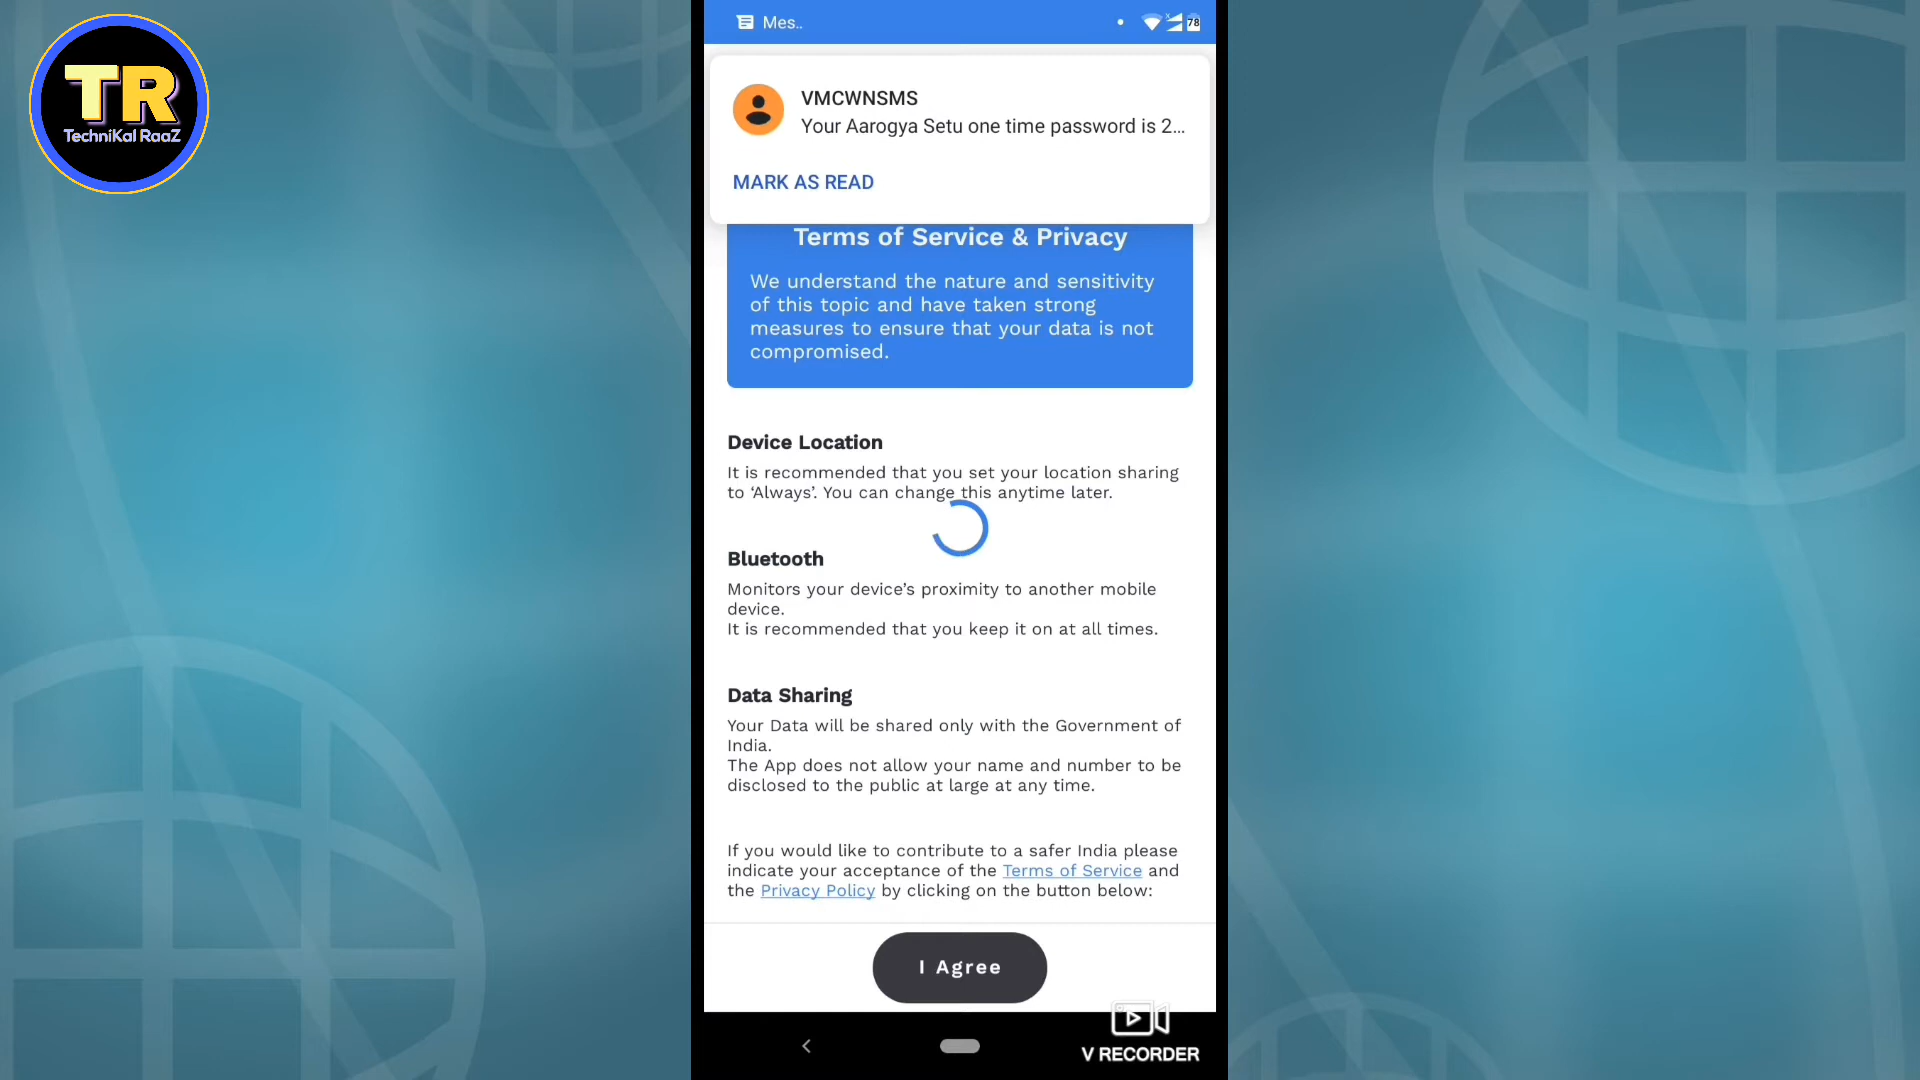 TR
TechniKal RaaZ
Mes..
78
VMCWNSMS
Your Aarogya Setu one time password is 2...
MARK AS READ
Terms of Service & Privacy
We understand the nature and sensitivity
of this topic and have taken strong
measures to ensure that your data is not
compromised.
Device Location
It is recommended that you set your location sharing
to ‘Always’. You can change this anytime later.
Bluetooth
Monitors your device’s proximity to another mobile
device.
It is recommended that you keep it on at all times.
Data Sharing
Your Data will be shared only with the Government of
India.
The App does not allow your name and number to be
disclosed to the public at large at any time.
If you would like to contribute to a safer India please
indicate your acceptance of the Terms of Service and
the Privacy Policy by clicking on the button below:
I Agree
V RECORDER